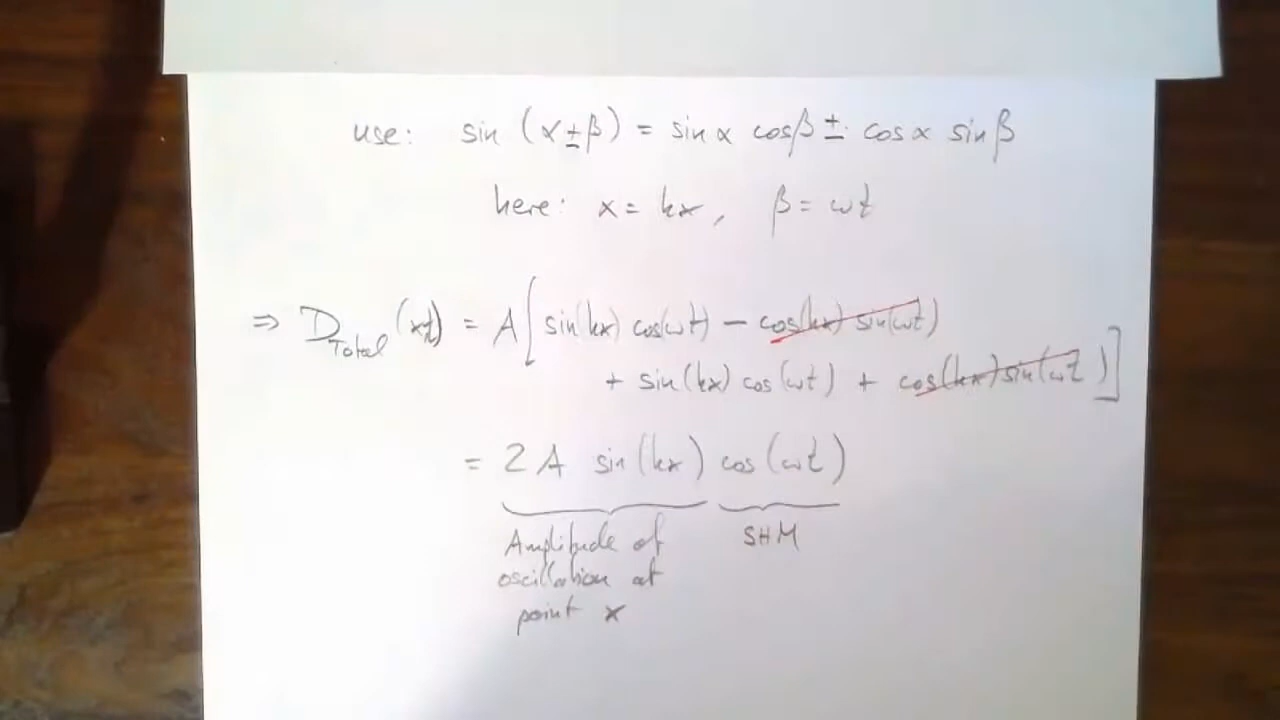 use: sin (α ± β) = sin α cos β ± cos α sin β
here: α = kx, β = ωt
⇒ D_Total (x,t) = A [ sin(kx) cos(ωt) − cos(kx) sin(ωt)
+ sin(kx) cos(ωt) + cos(kx) sin(ωt) ]
= 2A sin(kx) cos(ωt)
Amplitude of SHM
oscillation at
point x